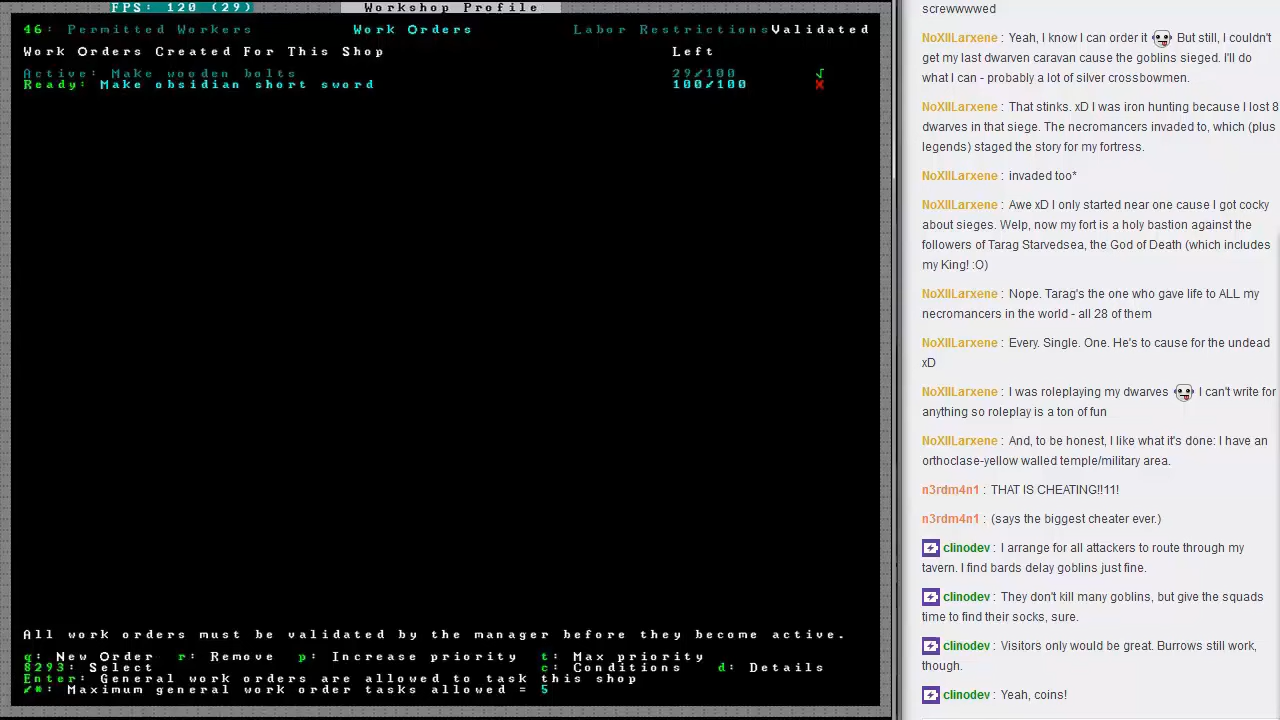 FPS: 120 (29)
Workshop Profile
46: Permitted Workers Work Orders Labor Restrictions Validated
Work Orders Created For This Shop Left
Active: Make wooden bolts 29/100 √
Ready: Make obsidian short sword 100/100 X
All work orders must be validated by the manager before they become active.
q: New Order r: Remove p: Increase priority t: Max priority
8293: Select c: Conditions d: Details
Enter: General work orders are allowed to task this shop
/*: Maximum general work order tasks allowed = 5
screwwwwed
NoXIILarxene : Yeah, I know I can order it But still, I couldn't
get my last dwarven caravan cause the goblins sieged. I'll do
what I can - probably a lot of silver crossbowmen.
NoXIILarxene : That stinks. xD I was iron hunting because I lost 8
dwarves in that siege. The necromancers invaded to, which (plus
legends) staged the story for my fortress.
NoXIILarxene : invaded too*
NoXIILarxene : Awe xD I only started near one cause I got cocky
about sieges. Welp, now my fort is a holy bastion against the
followers of Tarag Starvedsea, the God of Death (which includes
my King! :O)
NoXIILarxene : Nope. Tarag's the one who gave life to ALL my
necromancers in the world - all 28 of them
NoXIILarxene : Every. Single. One. He's to cause for the undead
xD
NoXIILarxene : I was roleplaying my dwarves I can't write for
anything so roleplay is a ton of fun
NoXIILarxene : And, to be honest, I like what it's done: I have an
orthoclase-yellow walled temple/military area.
n3rdm4n1 : THAT IS CHEATING!!11!
n3rdm4n1 : (says the biggest cheater ever.)
clinodev : I arrange for all attackers to route through my
tavern. I find bards delay goblins just fine.
clinodev : They don't kill many goblins, but give the squads
time to find their socks, sure.
clinodev : Visitors only would be great. Burrows still work,
though.
clinodev : Yeah, coins!